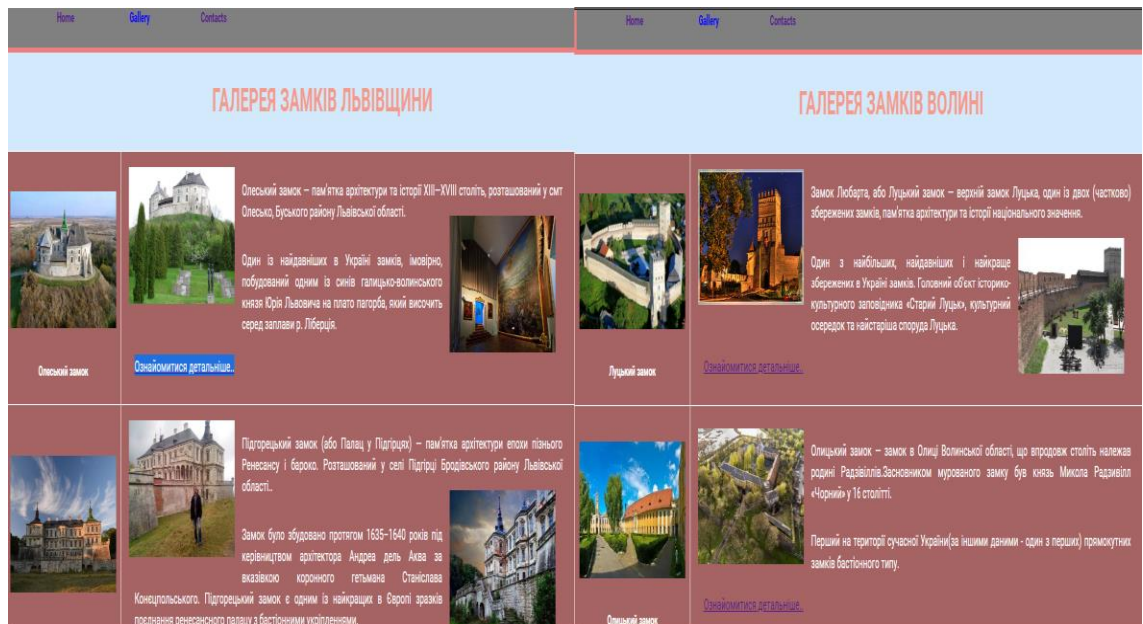 Home Gallery Contacts
ГАЛЕРЕЯ ЗАМКІВ ЛЬВІВЩИНИ
Олеський замок – пам'ятка архітектури та історії XIII–XVIII століть, розташований у смт
Олесько, Буського району Львівської області.
Один із найдавніших в Україні замків, імовірно,
побудований одним із синів галицько-волинського
князя Юрія Львовича на плато пагорба, який височить
серед заплави р. Ліберція.
Олеський замок
Ознайомитися детальніше..
Підгорецький замок (або Палац у Підгірцях) – пам'ятка архітектури епохи пізнього
Ренесансу і бароко. Розташований у селі Підгірці Бродівського району Львівської
області..
Замок було збудовано протягом 1635–1640 років під
керівництвом архітектора Андреа дель Аква за
вказівкою коронного гетьмана Станіслава
Конєцпольського. Підгорецький замок є одним із найкращих в Європі зразків
поєднання ренесансного палацу з бастіонними укріпленнями.
Home Gallery Contacts
ГАЛЕРЕЯ ЗАМКІВ ВОЛИНІ
Замок Любарта, або Луцький замок – верхній замок Луцька, один із двох (частково)
збережених замків, пам'ятка архітектури та історії національного значення.
Один з найбільших, найдавніших і найкраще
збережених в Україні замків. Головний об'єкт історико-
культурного заповідника «Старий Луцьк», культурний
осередок та найстаріша споруда Луцька.
Луцький замок
Ознайомитися детальніше..
Олицький замок – замок в Олиці Волинської області, що впродовж століть належав
родині Радзівіллів.Засновником мурованого замку був князь Микола Радзивілл
«Чорний» у 16 столітті.
Перший на території сучасної України(за іншими даними - один з перших) прямокутних
замків бастіонного типу.
Ознайомитися детальніше..
Олицький замок